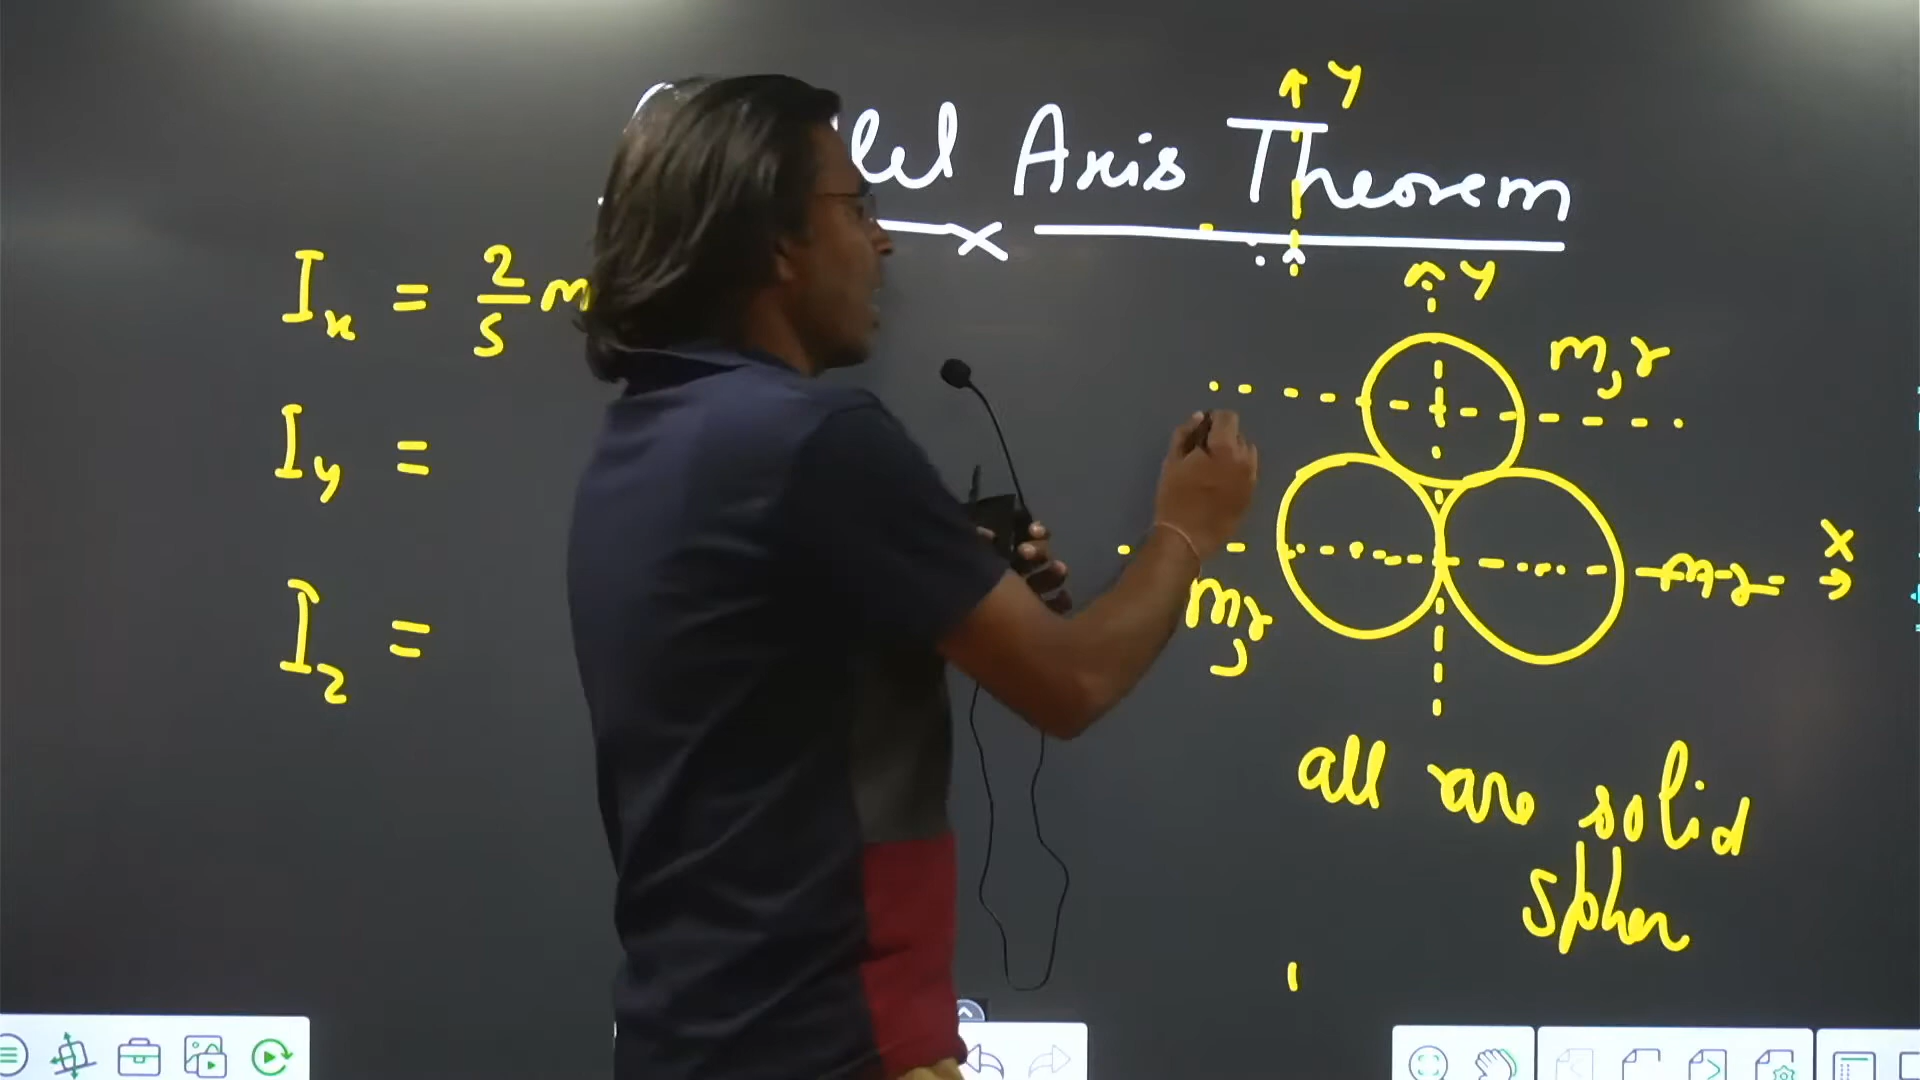 Axis Theorem
Y
Y
I_x = 2/5 m
m, r
I_y =
X
m, r
m r
I_z =
all are solid
spher